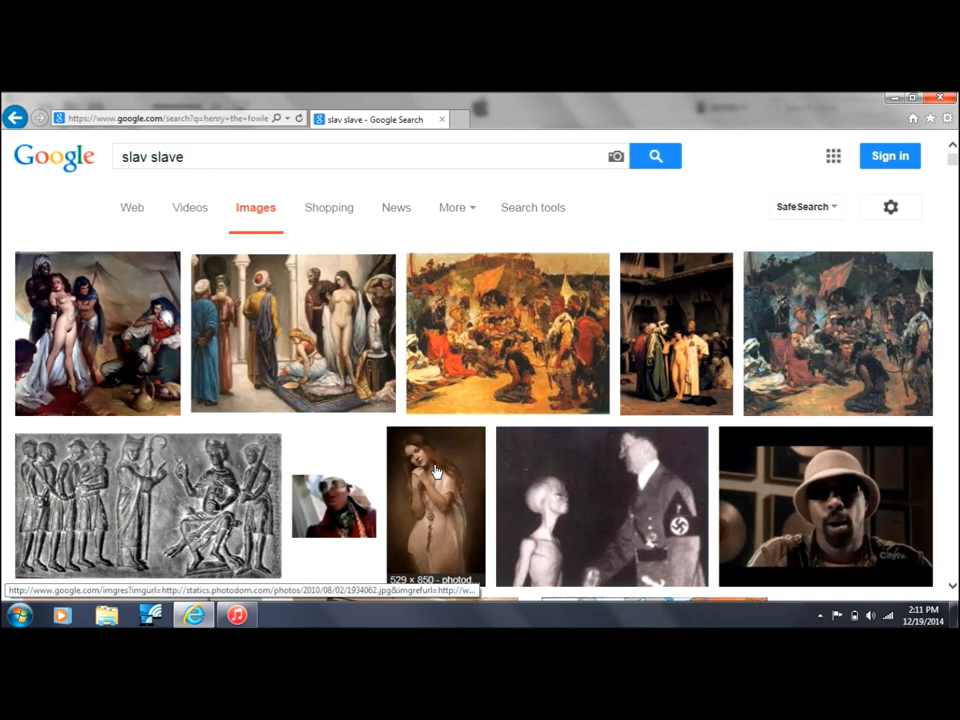 https://www.google.com/search?q=henry+the+fowle
slav slave - Google Search
Google
slav slave
Sign in
Web Videos Images Shopping News More Search tools
SafeSearch
Citytv
529 × 850 - photod...
http://www.google.com/imgres?imgurl=http://statics.photodom.com/photos/2010/08/02/1934062.jpg&imgrefurl=http://w...
2:11 PM
12/19/2014